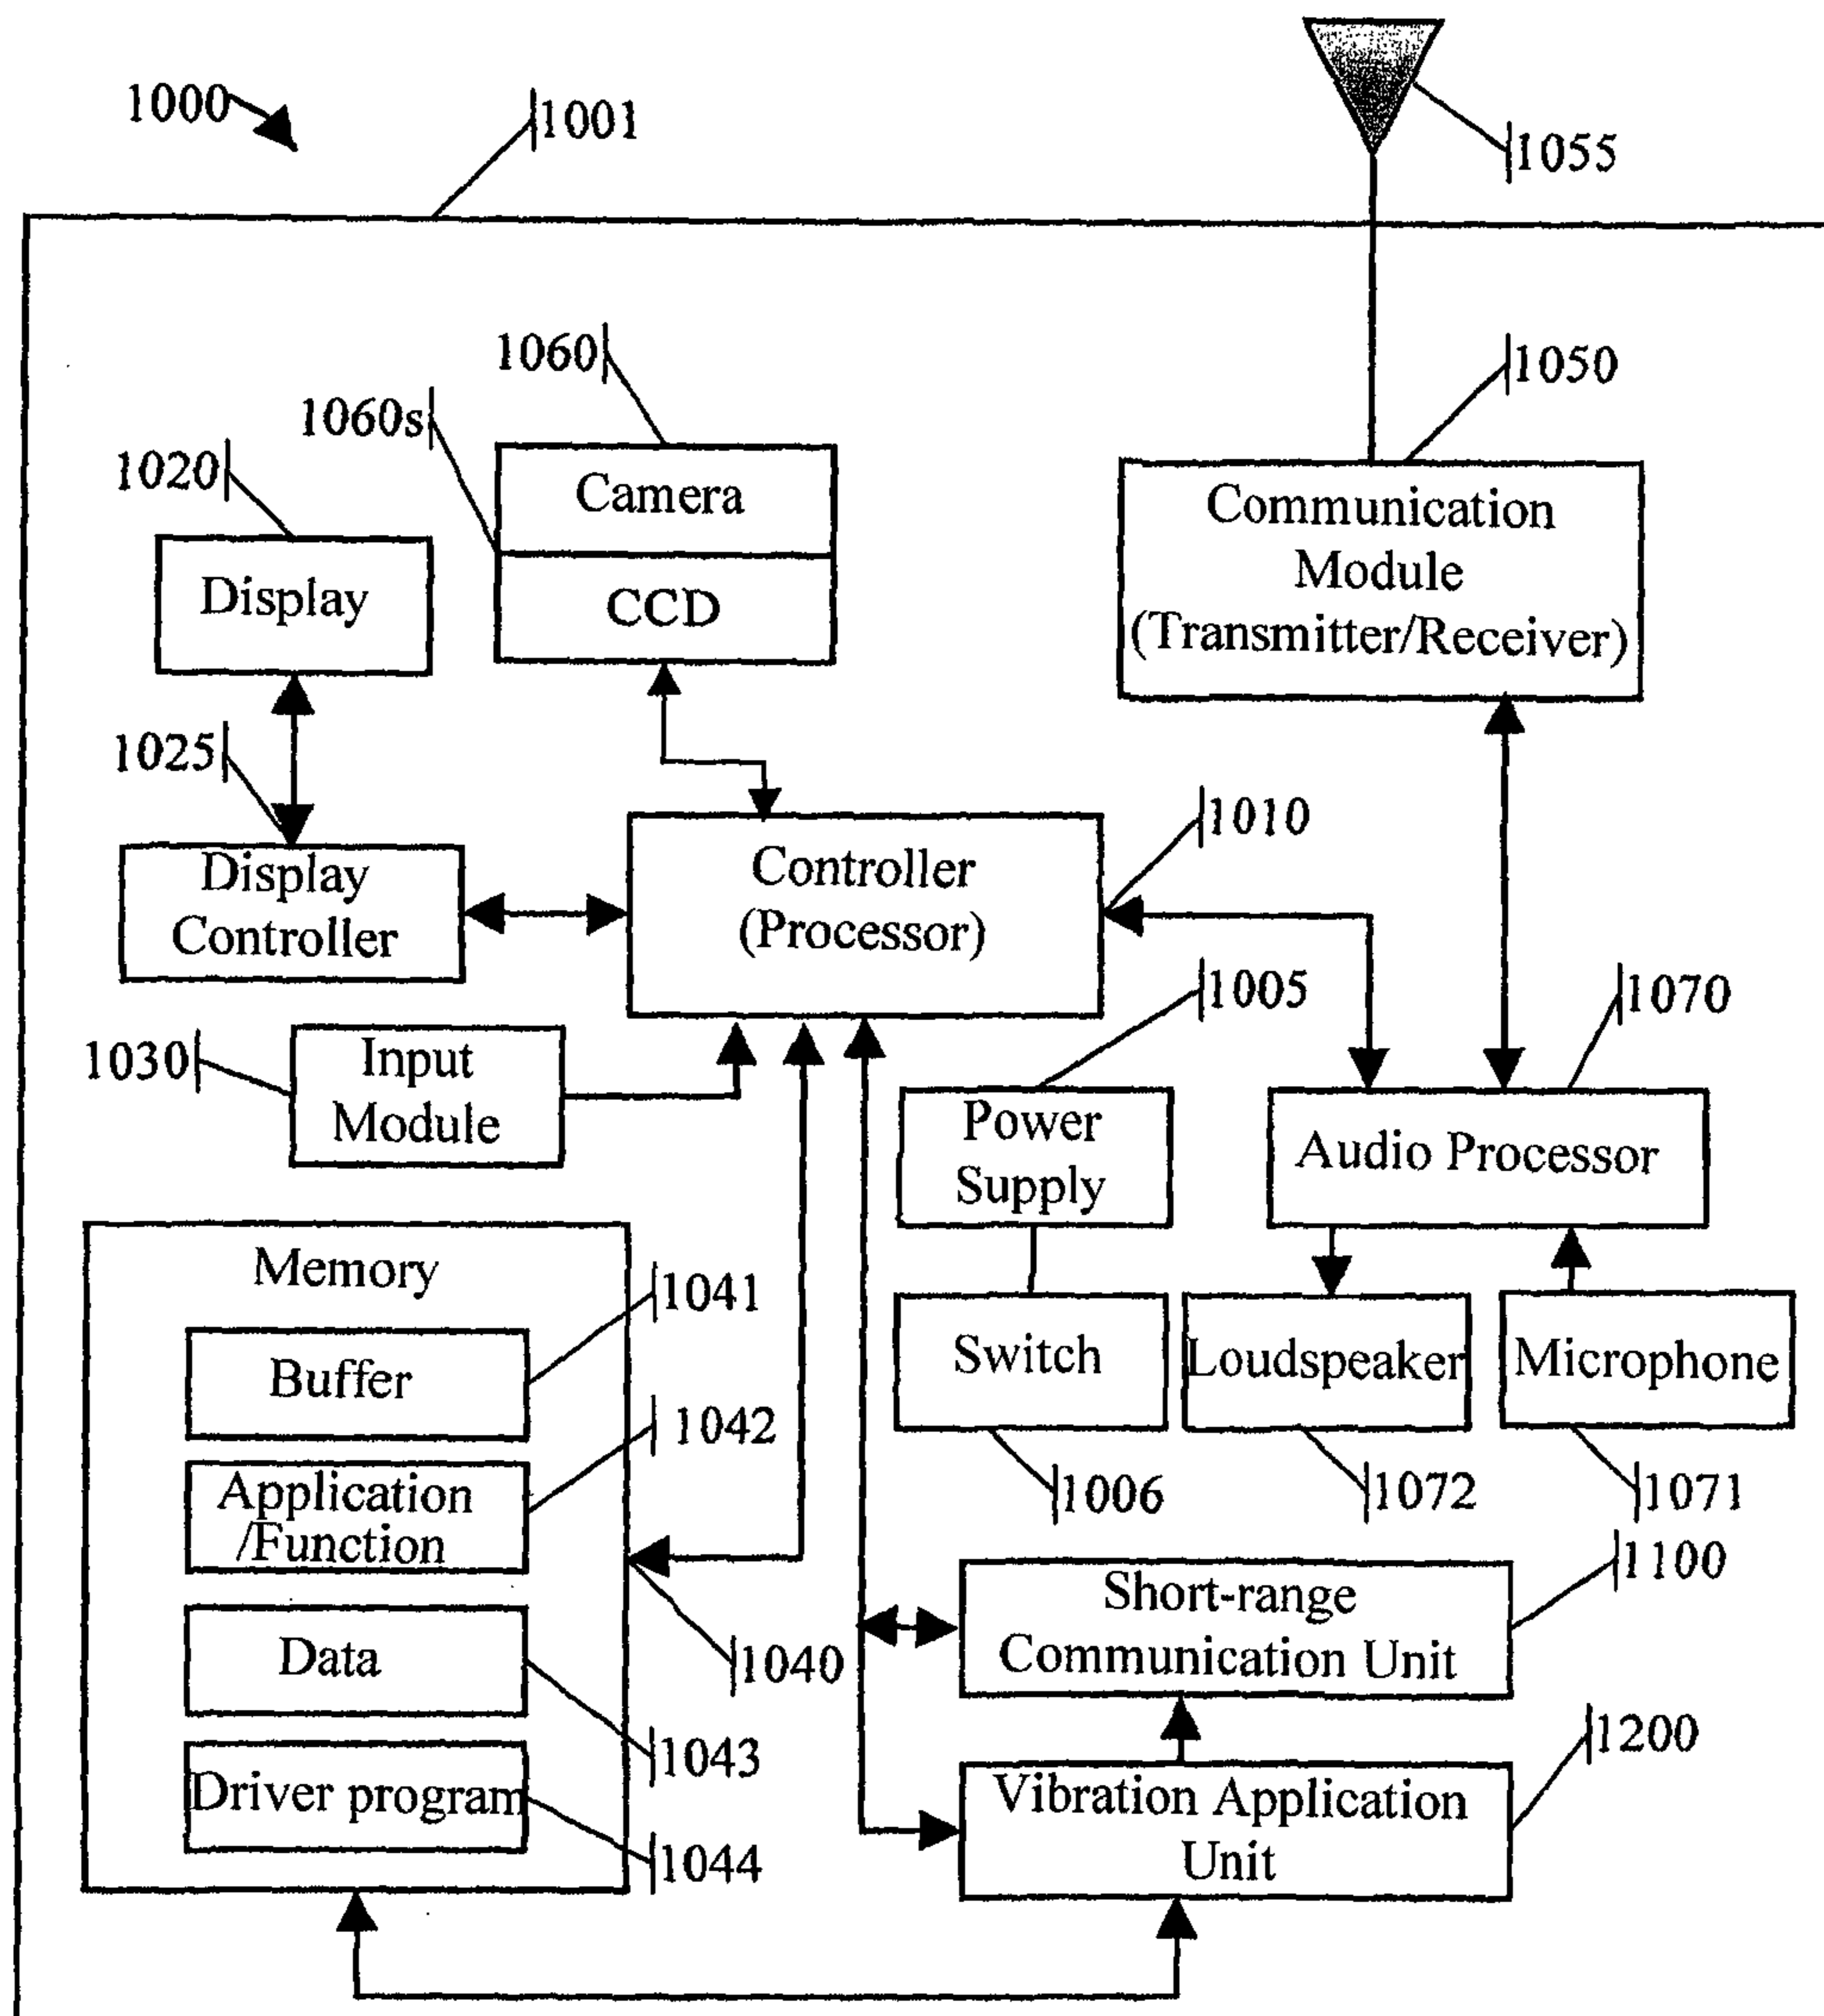 1000
1001
1055
1060
1050
1060s
1020
Camera
Communication
Module
(Transmitter/Receiver)
Display
CCD
1025
1010
Display
Controller
Controller
(Processor)
1005
1070
1030
Input
Module
Power
Supply
Audio Processor
Memory
1041
Buffer
Switch
Loudspeaker
Microphone
1042
Application
/Function
1006
1072
1071
1100
Short-range
Communication Unit
Data
1040
1043
1200
Driver program
Vibration Application
Unit
1044